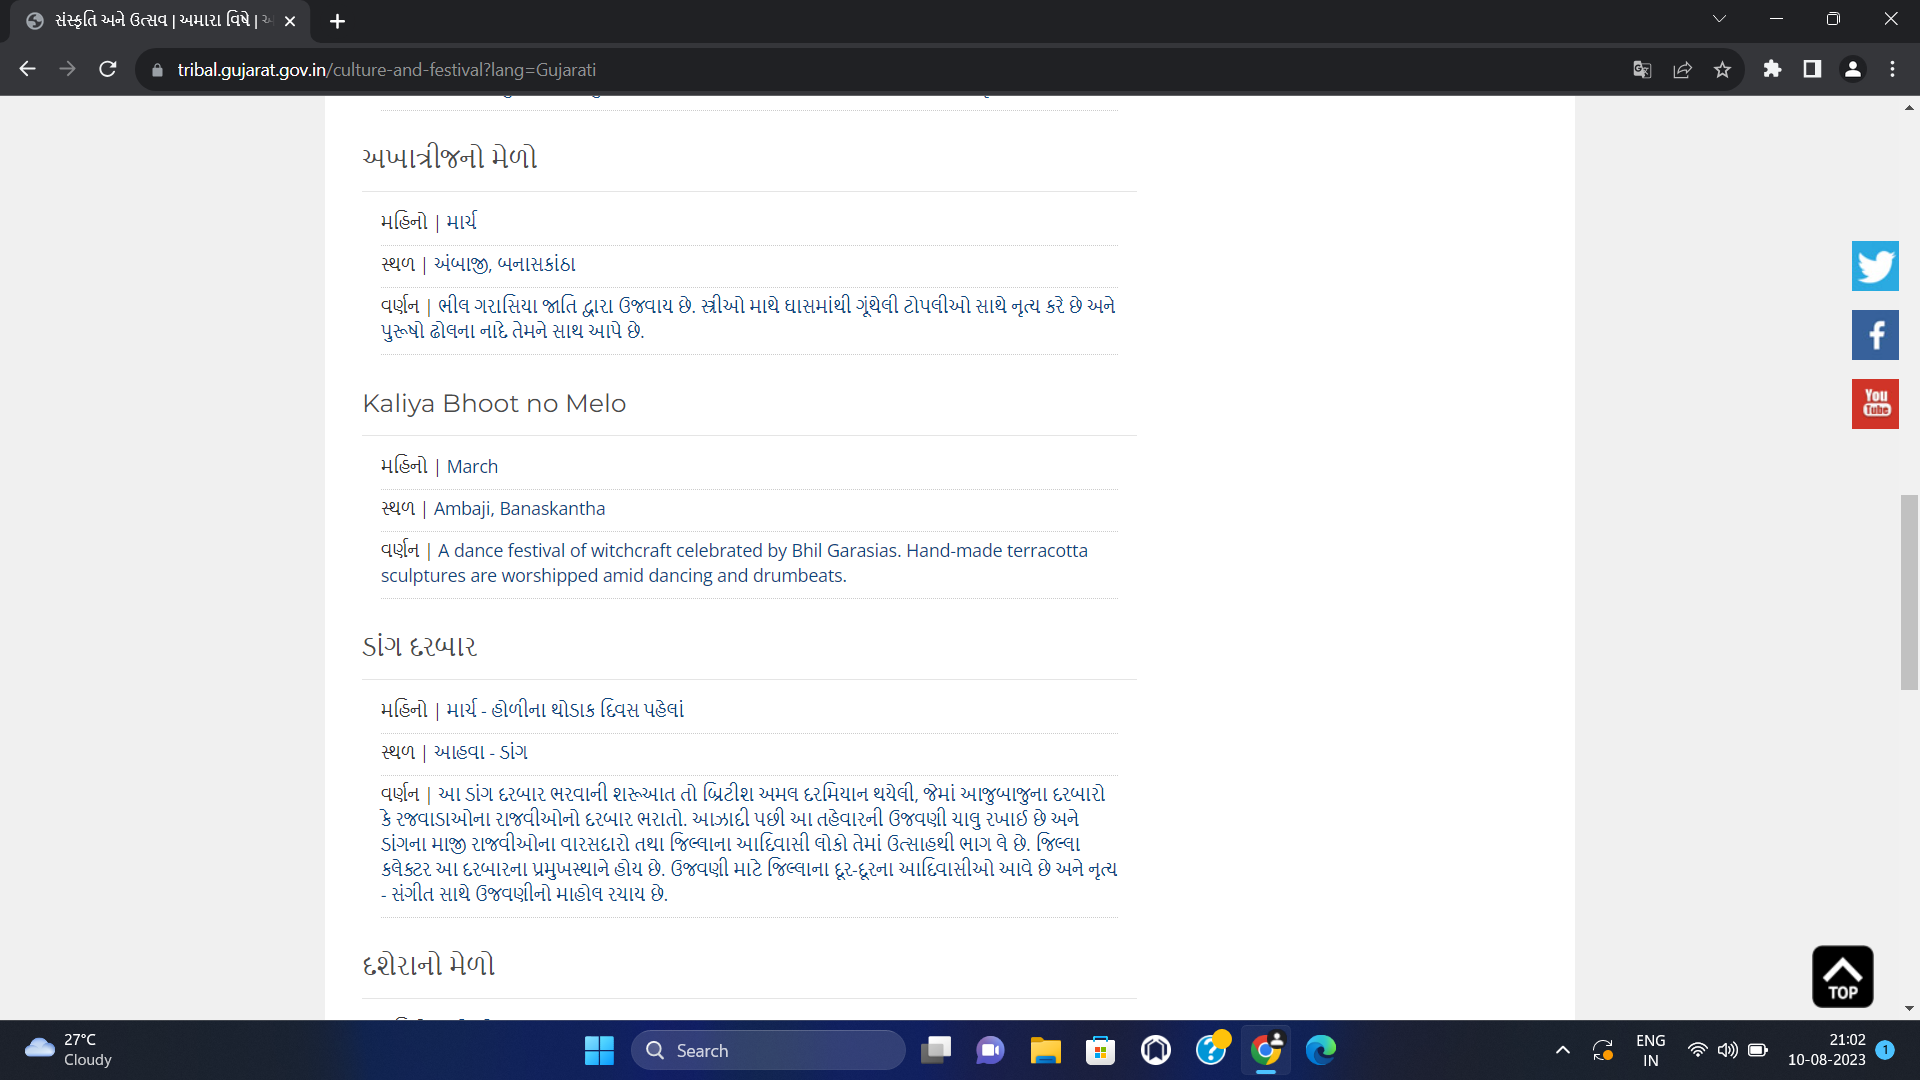 સંસ્કૃતિ અને ઉત્સવ | અમારા વિષે |
tribal.gujarat.gov.in/culture-and-festival?lang=Gujarati
અખાત્રીજનો મેળો
મહિનો | માર્ચ
સ્થળ | અંબાજી, બનાસકાંઠા
વર્ણન | ભીલ ગરાસિયા જાતિ દ્વારા ઉજવાય છે. સ્ત્રીઓ માથે ઘાસમાંથી ગૂંથેલી ટોપલીઓ સાથે નૃત્ય કરે છે અને
પુરૂષો ઢોલના નાદે તેમને સાથ આપે છે.
Kaliya Bhoot no Melo
મહિનો | March
સ્થળ | Ambaji, Banaskantha
વર્ણન | A dance festival of witchcraft celebrated by Bhil Garasias. Hand-made terracotta
sculptures are worshipped amid dancing and drumbeats.
ડાંગ દરબાર
મહિનો | માર્ચ - હોળીના થોડાક દિવસ પહેલાં
સ્થળ | આહવા - ડાંગ
વર્ણન | આ ડાંગ દરબાર ભરવાની શરૂઆત તો બ્રિટીશ અમલ દરમિયાન થયેલી, જેમાં આજુબાજુના દરબારો
કે રજવાડાઓના રાજવીઓનો દરબાર ભરાતો. આઝાદી પછી આ તહેવારની ઉજવણી ચાલુ રખાઈ છે અને
ડાંગના માજી રાજવીઓના વારસદારો તથા જિલ્લાના આદિવાસી લોકો તેમાં ઉત્સાહથી ભાગ લે છે. જિલ્લા
કલેક્ટર આ દરબારના પ્રમુખસ્થાને હોય છે. ઉજવણી માટે જિલ્લાના દૂર-દૂરના આદિવાસીઓ આવે છે અને નૃત્ય
- સંગીત સાથે ઉજવણીનો માહોલ રચાય છે.
દશેરાનો મેળો
You
Tube
TOP
27°C
Cloudy
Search
ENG
IN
21:02
10-08-2023
1